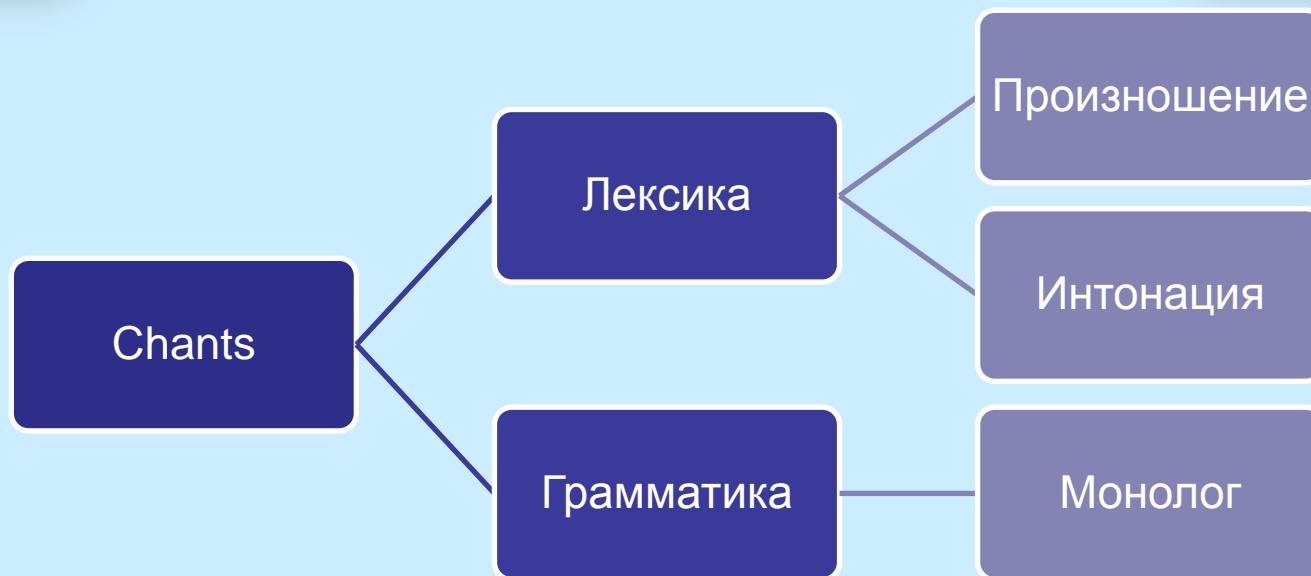 Произношение
Лексика
Интонация
Chants
Грамматика
Монолог